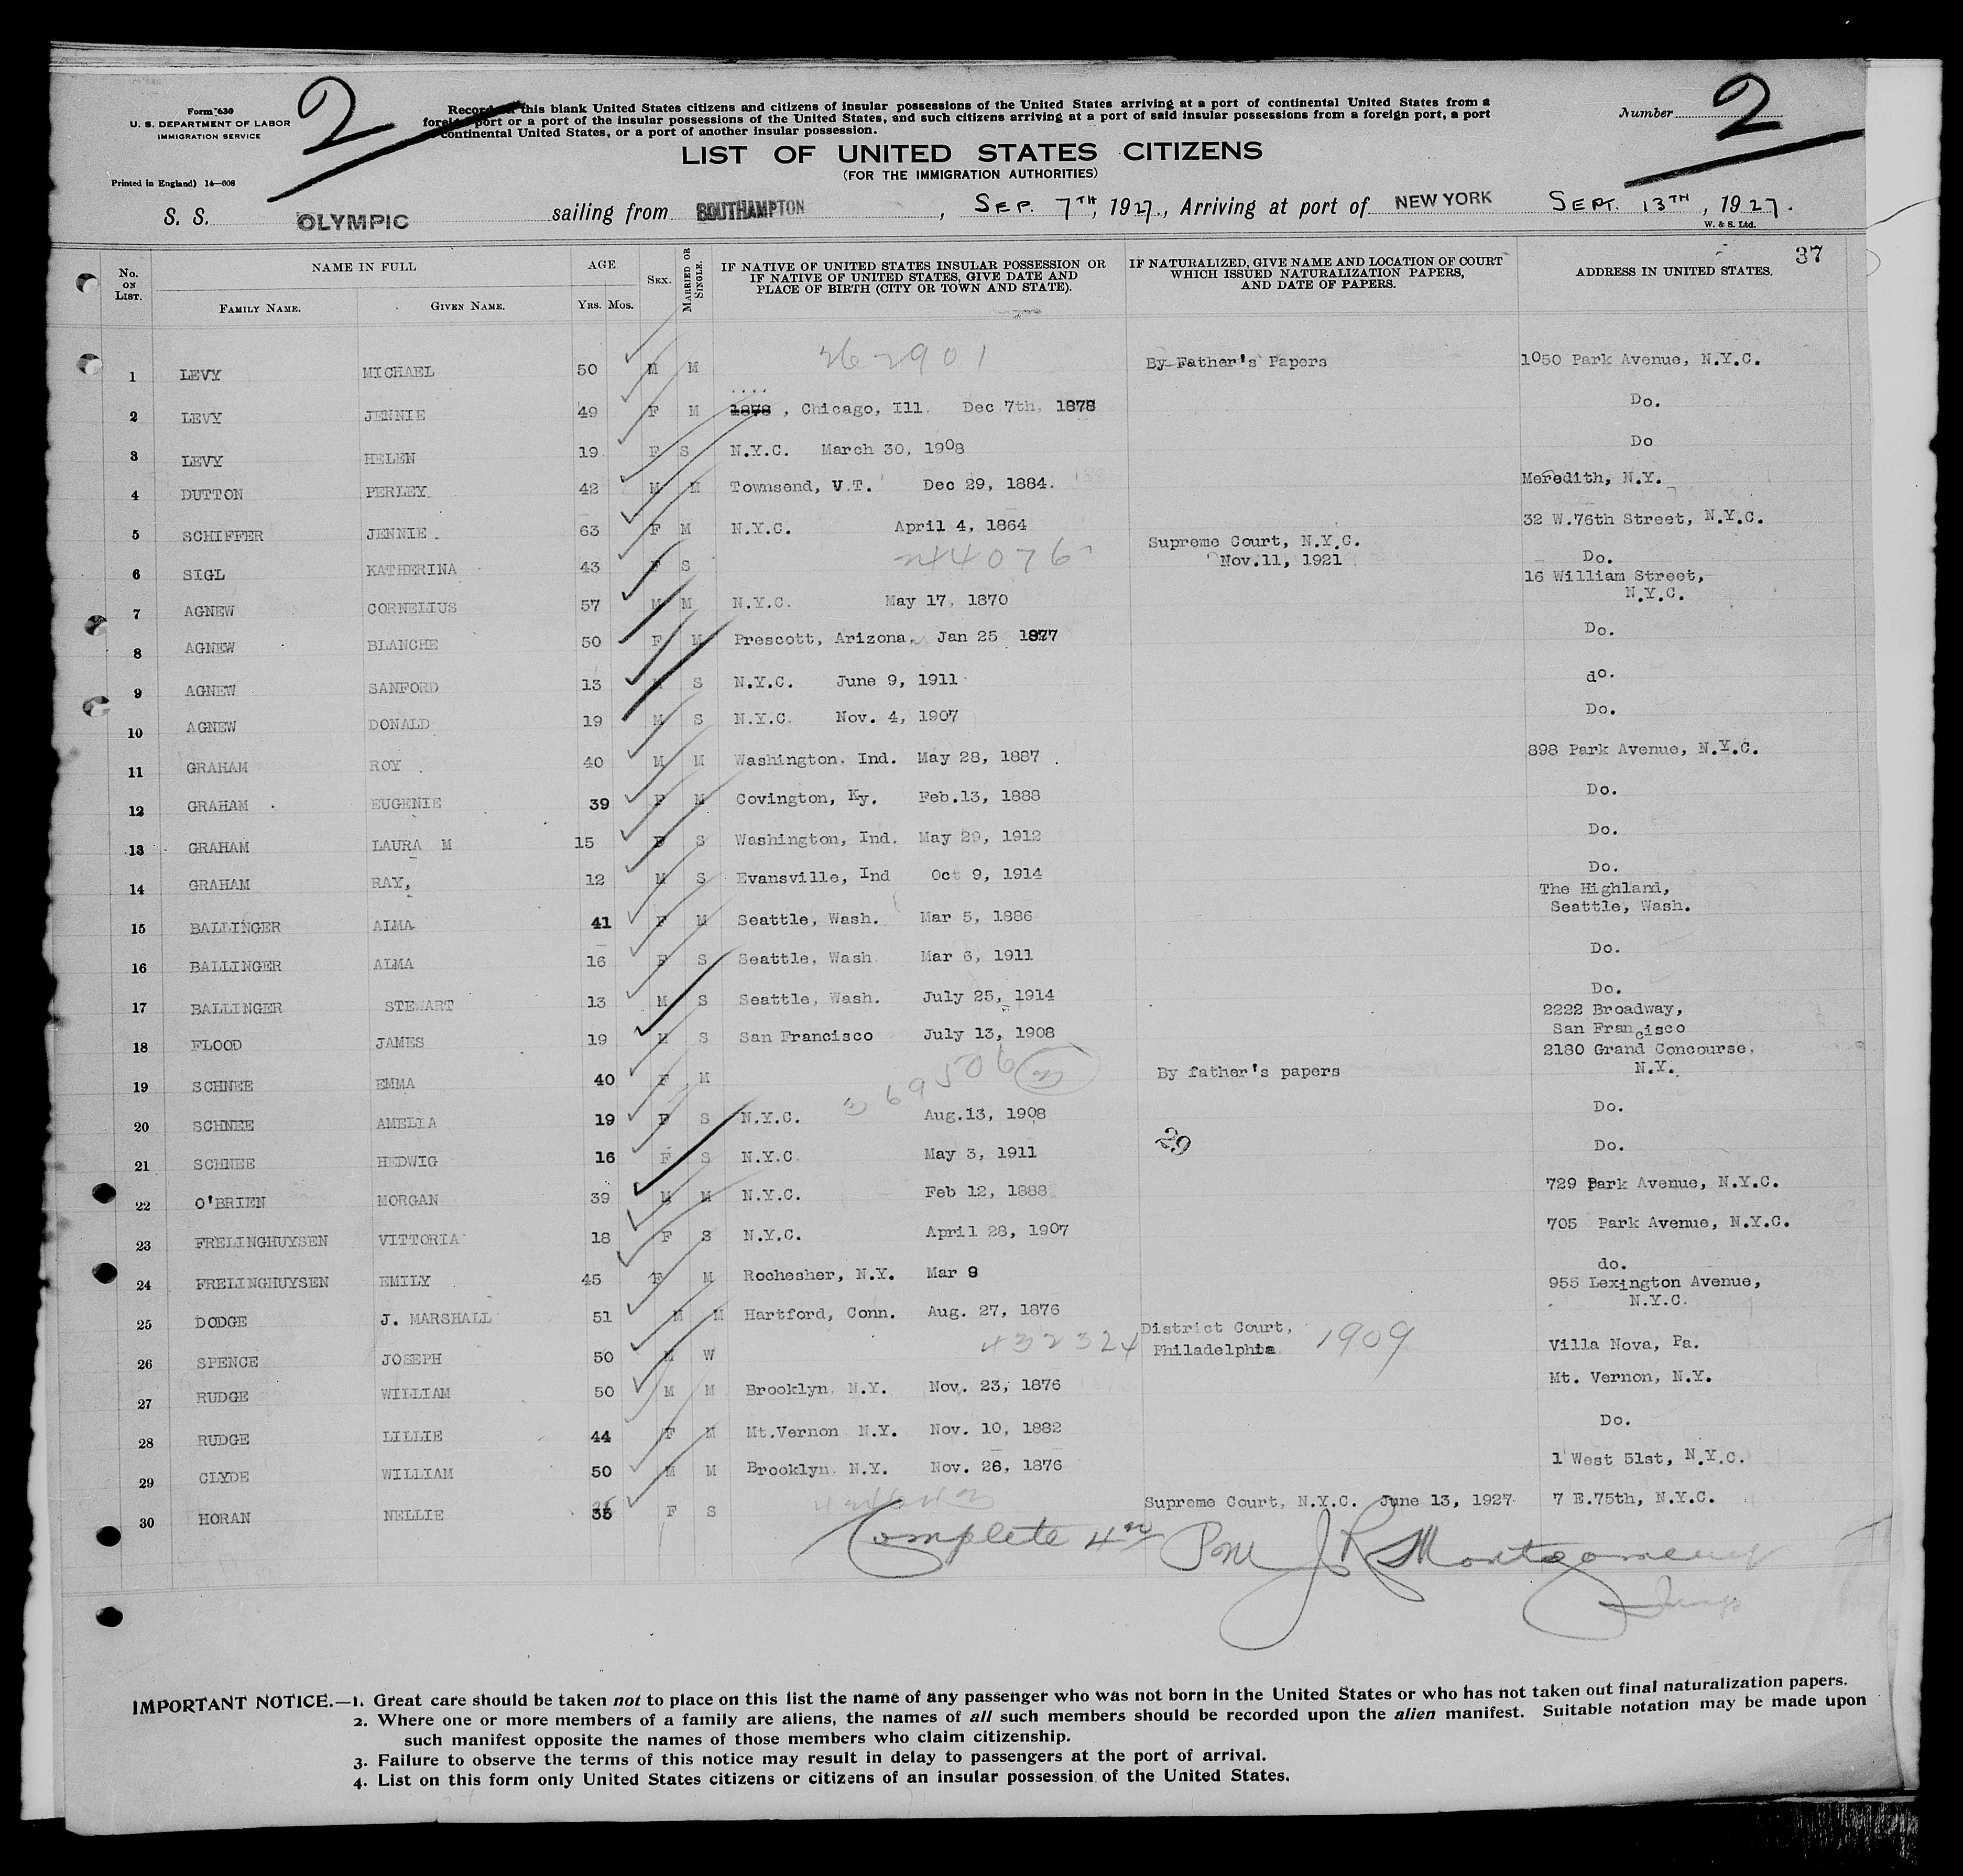 Form 630
U. S. DEPARTMENT OF LABOR
IMMIGRATION SERVICE
Printed in England) 14—608
2
Record on this blank United States citizens and citizens of insular possessions of the United States arriving at a port of continental United States from a
foreign port or a port of the insular possessions of the United States, and such citizens arriving at a port of said insular possessions from a foreign port, a port
continental United States, or a port of another insular possession.
Number 2
LIST OF UNITED STATES CITIZENS
(FOR THE IMMIGRATION AUTHORITIES)
S. S. OLYMPIC sailing from SOUTHAMPTON, SEP. 7TH, 1927., Arriving at port of NEW YORK SEPT. 13TH, 1927.
W. & S. Ltd.
37
No. ON LIST. NAME IN FULL FAMILY NAME. GIVEN NAME. AGE YRS. MOS. SEX. MARRIED OR SINGLE. IF NATIVE OF UNITED STATES INSULAR POSSESSION OR IF NATIVE OF UNITED STATES, GIVE DATE AND PLACE OF BIRTH (CITY OR TOWN AND STATE). IF NATURALIZED, GIVE NAME AND LOCATION OF COURT WHICH ISSUED NATURALIZATION PAPERS, AND DATE OF PAPERS. ADDRESS IN UNITED STATES.
1 LEVY MICHAEL 50 M M 262901 By Father's Papers 1050 Park Avenue, N.Y.C.
2 LEVY JENNIE 49 F M 1878 , Chicago, Ill. Dec 7th, 1878 Do.
3 LEVY HELEN 19 F S N.Y.C. March 30, 1908 Do
4 DUTTON PERLEY 42 M M Townsend, V.T. Dec 29, 1884. Meredith, N.Y.
5 SCHIFFER JENNIE. 63 F M N.Y.C. April 4, 1864 32 W.76th Street, N.Y.C.
6 SIGL KATHERINA 43 F S 244076 Supreme Court, N.Y.C. Nov.11, 1921 Do.
7 AGNEW CORNELIUS 57 M M N.Y.C. May 17, 1870 16 William Street, N.Y.C.
8 AGNEW BLANCHE 50 F M Prescott, Arizona, Jan 25 1877 Do.
9 AGNEW SANFORD 13 M S N.Y.C. June 9, 1911 do.
10 AGNEW DONALD 19 M S N.Y.C. Nov. 4, 1907 Do.
11 GRAHAM ROY 40 M M Washington, Ind. May 28, 1887 898 Park Avenue, N.Y.C.
12 GRAHAM EUGENIE 39 F M Covington, Ky. Feb.13, 1888 Do.
13 GRAHAM LAURA M 15 F S Washington, Ind. May 29, 1912 Do.
14 GRAHAM RAY, 12 M S Evansville, Ind Oct 9, 1914 Do.
15 BALLINGER ALMA 41 F M Seattle, Wash. Mar 5, 1886 The Highland, Seattle, Wash.
16 BALLINGER ALMA 16 F S Seattle, Wash Mar 6, 1911 Do.
17 BALLINGER STEWART 13 M S Seattle, Wash. July 25, 1914 Do.
18 FLOOD JAMES 19 M S San Francisco July 13, 1908 2222 Broadway, San Francisco
19 SCHNEE EMMA 40 F M 369506 By father's papers 2180 Grand Concourse, N.Y.
20 SCHNEE AMELIA 19 F S N.Y.C. Aug.13, 1908 Do.
29
21 SCHNEE HEDWIG 16 F S N.Y.C May 3, 1911 Do.
22 O'BRIEN MORGAN 39 M M N.Y.C. Feb 12, 1888 729 Park Avenue, N.Y.C.
23 FRELINGHUYSEN VITTORIA 18 F S N.Y.C. April 28, 1907 705 Park Avenue, N.Y.C.
24 FRELINGHUYSEN EMILY 45 F M Rochesher, N.Y. Mar 9 do.
25 DODGE J. MARSHALL 51 M M Hartford, Conn. Aug. 27, 1876 955 Lexington Avenue, N.Y.C.
26 SPENCE JOSEPH 50 M W 432324 District Court, Philadelphia 1909 Villa Nova, Pa.
27 RUDGE WILLIAM 50 M M Brooklyn, N.Y. Nov. 23, 1876 Mt. Vernon, N.Y.
28 RUDGE LILLIE 44 F M Mt.Vernon N.Y. Nov. 10, 1882 Do.
29 CLYDE WILLIAM 50 M M Brooklyn, N.Y. Nov. 26, 1876 1 West 51st, N.Y.C.
30 HORAN NELLIE 35 F S Supreme Court, N.Y.C. June 13, 1927 7 E.75th, N.Y.C.
Complete 4 PM J R Montgomery
IMPORTANT NOTICE.—1. Great care should be taken not to place on this list the name of any passenger who was not born in the United States or who has not taken out final naturalization papers.
2. Where one or more members of a family are aliens, the names of all such members should be recorded upon the alien manifest. Suitable notation may be made upon
such manifest opposite the names of those members who claim citizenship.
3. Failure to observe the terms of this notice may result in delay to passengers at the port of arrival.
4. List on this form only United States citizens or citizens of an insular possession of the United States.